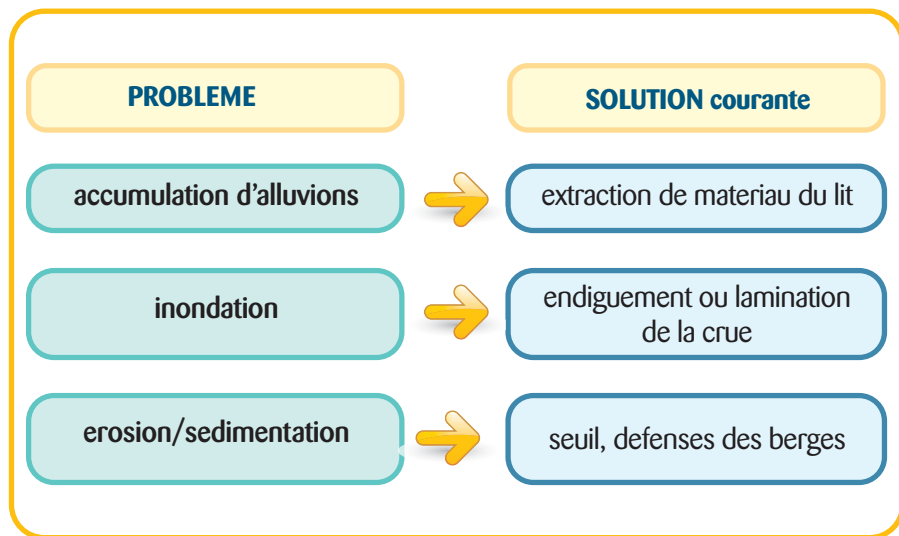 PROBLEME
SOLUTION courante
accumulation d'alluvions
extraction de materiau du lit
inondation
endiguement ou lamination
de la crue
erosion/sedimentation
seuil, defenses des berges